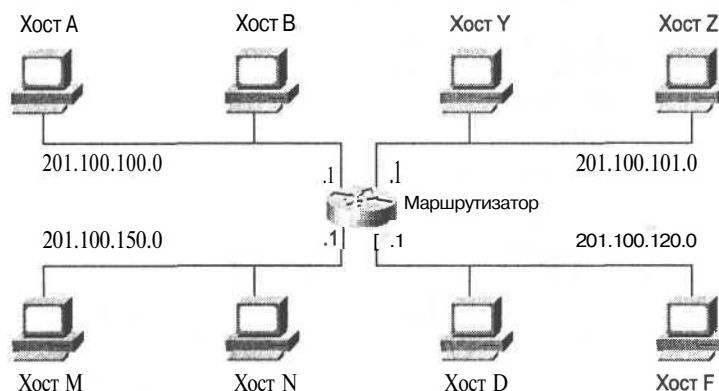 Хост A Хост B Хост Y Хост Z
201.100.100.0 .1 .1 201.100.101.0
Маршрутизатор
201.100.150.0 .1 [ .1 201.100.120.0
Хост M Хост N Хост D Хост F